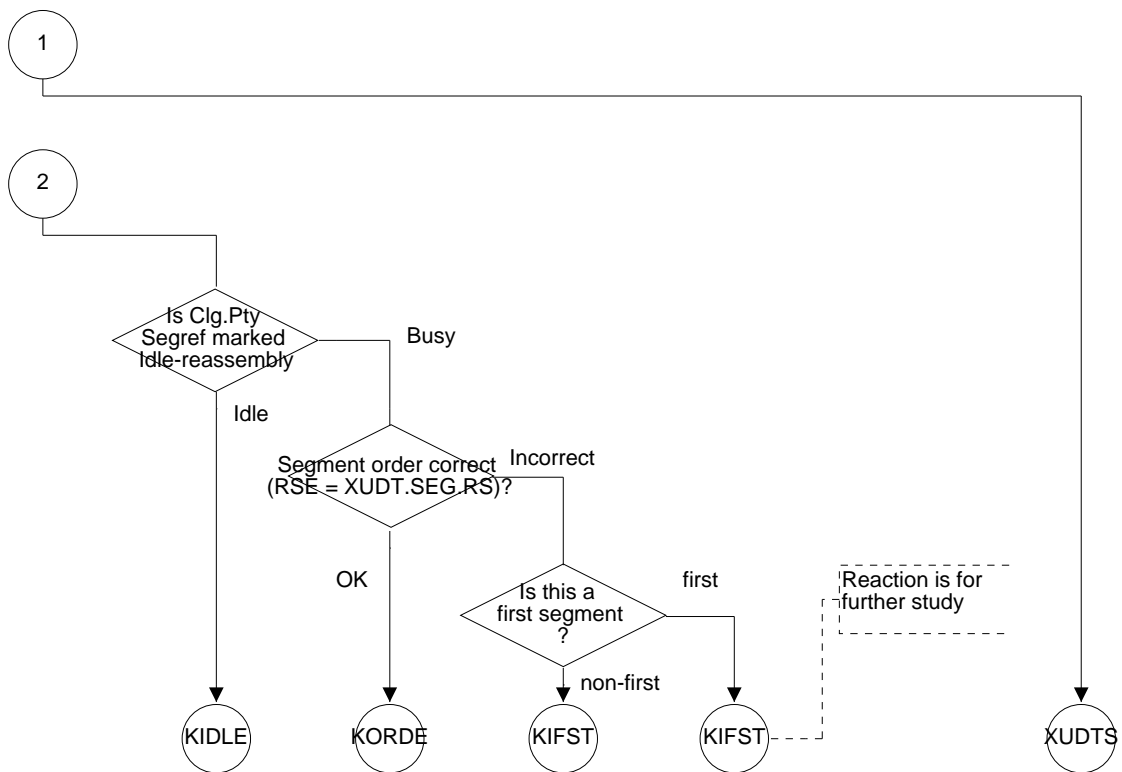 1
2
Is Clg.Pty
Segref marked
Idle-reassembly
Busy
Idle
Segment order correct
(RSE = XUDT.SEG.RS)?
Incorrect
OK
Is this a
first segment
?
first
Reaction is for
further study
non-first
KIDLE
KORDE
KIFST
KIFST
XUDTS